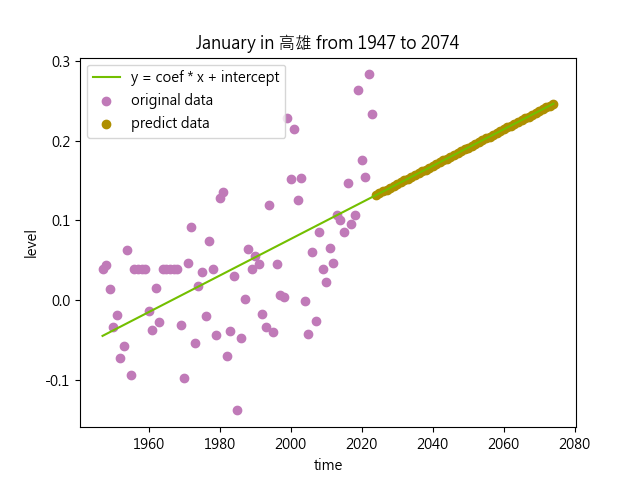 January in 高雄 from 1947 to 2074
0.3
0.2
0.1
0.0
-0.1
level
y = coef * x + intercept
original data
predict data
1960
1980
2000
2020
2040
2060
2080
time